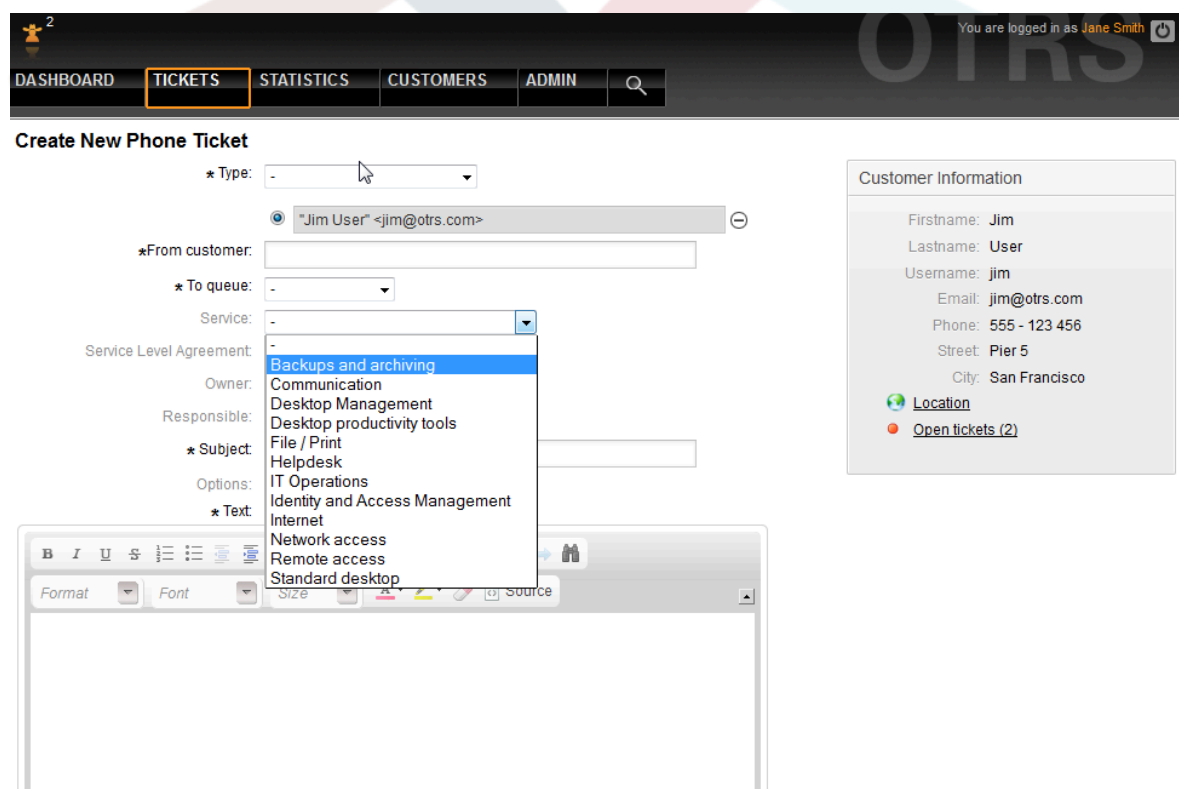 2
You are logged in as Jane Smith
OTRS
DASHBOARD TICKETS STATISTICS CUSTOMERS ADMIN
Create New Phone Ticket
* Type: -
"Jim User" <jim@otrs.com>
*From customer:
* To queue: -
Service: -
Service Level Agreement:
Owner:
Responsible:
* Subject:
Options:
* Text:
-
Backups and archiving
Communication
Desktop Management
Desktop productivity tools
File / Print
Helpdesk
IT Operations
Identity and Access Management
Internet
Network access
Remote access
Standard desktop
B I U S
Format Font Size A Source
Customer Information
Firstname: Jim
Lastname: User
Username: jim
Email: jim@otrs.com
Phone: 555 - 123 456
Street: Pier 5
City: San Francisco
Location
Open tickets (2)